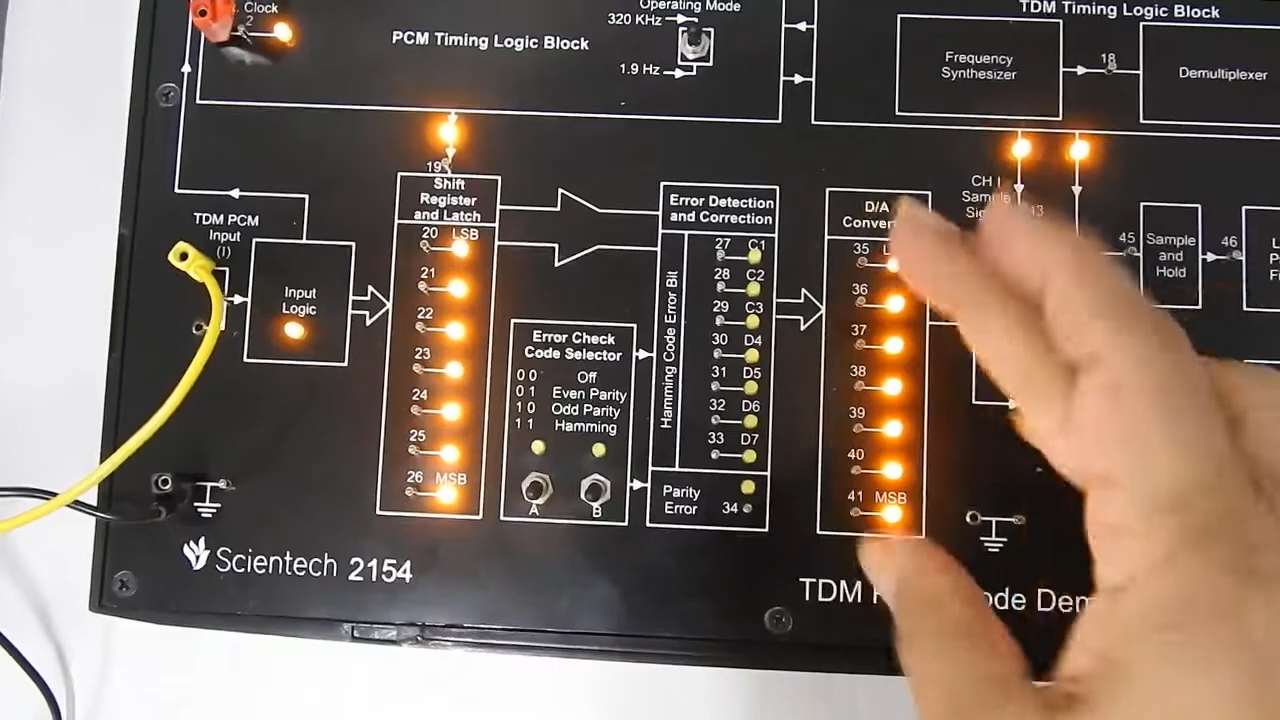 Clock
2
Operating Mode
320 KHz
PCM Timing Logic Block
1.9 Hz
TDM Timing Logic Block
Frequency
Synthesizer
18
Demultiplexer
19
TDM PCM
Input
(I)
Input
Logic
Shift
Register
and Latch
20 LSB
21
22
23
24
25
26 MSB
Error Check
Code Selector
0 0 Off
0 1 Even Parity
1 0 Odd Parity
1 1 Hamming
A B
Error Detection
and Correction
Hamming Code Error Bit
27 C1
28 C2
29 C3
30 D4
31 D5
32 D6
33 D7
Parity
Error 34
D/A
35
36
37
38
39
40
41 MSB
CH
43
45
Sample
and
Hold
46
Scientech 2154
TDM